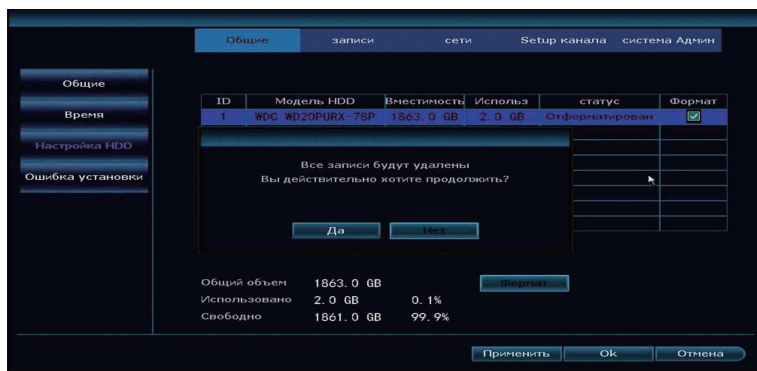 Общие записи сети Setup канала система Админ
Общие
Время
Настройка HDD
Ошибка установки
ID Модель HDD Вместимость Использ статус Формат
1 WDC WD20PURX-78P 1863.0 GB 2.0 GB Отформатирован
Все записи будут удалены
Вы действительно хотите продолжить?
Да Нет
Общий объем 1863.0 GB Формат
Использовано 2.0 GB 0.1%
Свободно 1861.0 GB 99.9%
Применить Ok Отмена